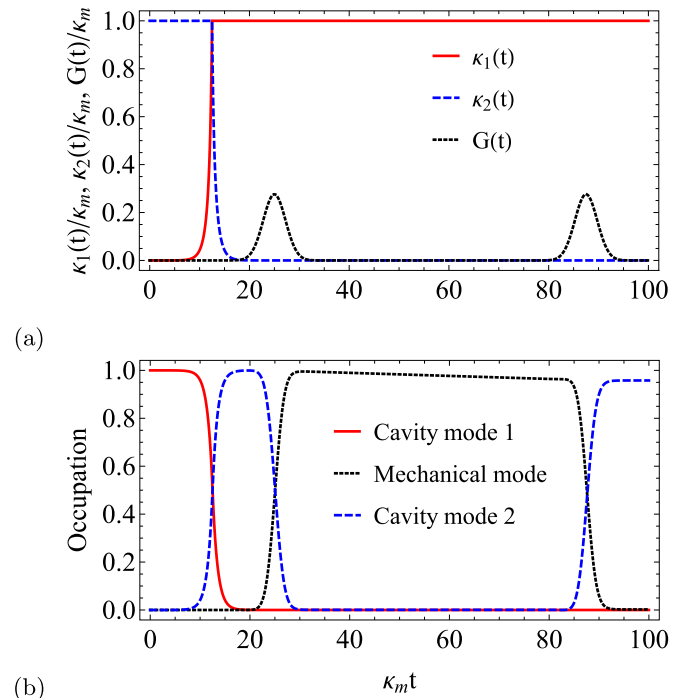 κ₁(t)/κₘ, κ₂(t)/κₘ, G(t)/κₘ
1.0
0.8
0.6
0.4
0.2
0.0
κ₁(t)
κ₂(t)
G(t)
0 20 40 60 80 100
(a)
Occupation
1.0
0.8
0.6
0.4
0.2
0.0
Cavity mode 1
Mechanical mode
Cavity mode 2
0 20 40 60 80 100
κₘt
(b)